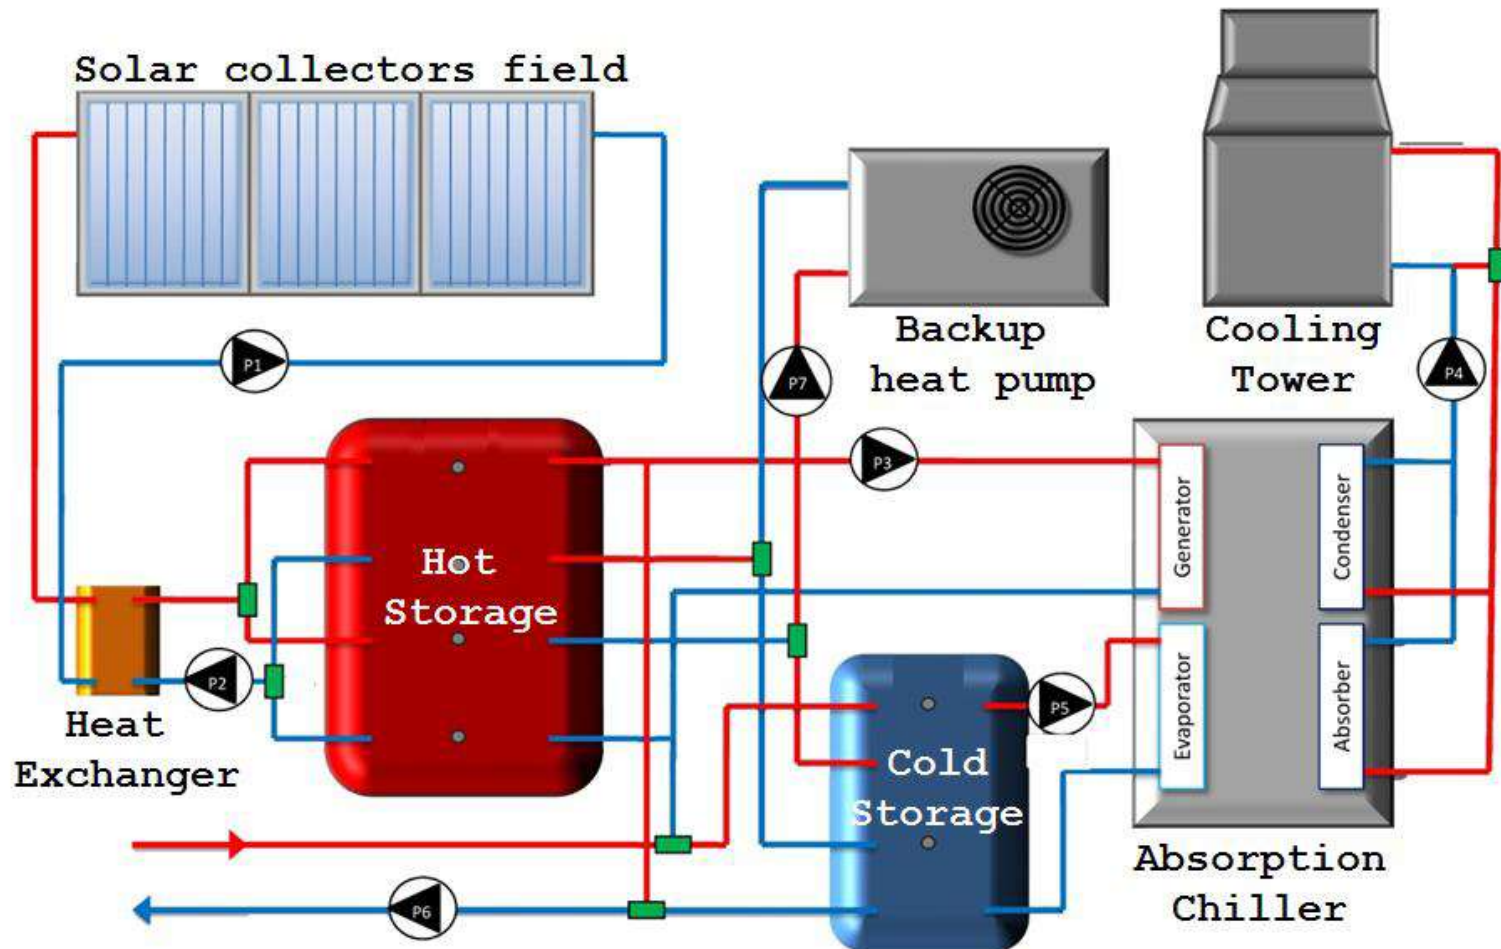 Solar collectors field
P1
Backup
heat pump
Cooling
Tower
P7
P4
P3
Generator
Condenser
Hot
Storage
P2
Heat
Exchanger
P5
Evaporator
Absorber
Cold
Storage
P6
Absorption
Chiller